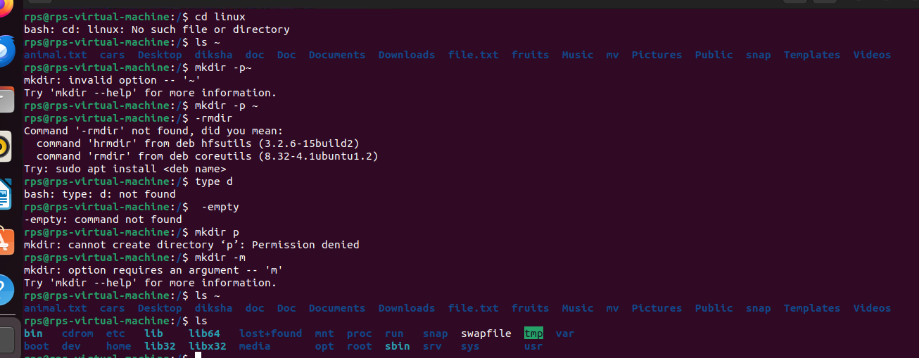 rps@rps-virtual-machine:/$ cd linux
bash: cd: linux: No such file or directory
rps@rps-virtual-machine:/$ ls ~
animal.txt cars Desktop diksha doc Doc Documents Downloads file.txt fruits Music mv Pictures Public snap Templates Videos
rps@rps-virtual-machine:/$ mkdir -p~
mkdir: invalid option -- '~'
Try 'mkdir --help' for more information.
rps@rps-virtual-machine:/$ mkdir -p ~
rps@rps-virtual-machine:/$ -rmdir
Command '-rmdir' not found, did you mean:
command 'hrmdir' from deb hfsutils (3.2.6-15build2)
command 'rmdir' from deb coreutils (8.32-4.1ubuntu1.2)
Try: sudo apt install <deb name>
rps@rps-virtual-machine:/$ type d
bash: type: d: not found
rps@rps-virtual-machine:/$ -empty
-empty: command not found
rps@rps-virtual-machine:/$ mkdir p
mkdir: cannot create directory ‘p’: Permission denied
rps@rps-virtual-machine:/$ mkdir -m
mkdir: option requires an argument -- 'm'
Try 'mkdir --help' for more information.
rps@rps-virtual-machine:/$ ls ~
animal.txt cars Desktop diksha doc Doc Documents Downloads file.txt fruits Music mv Pictures Public snap Templates Videos
rps@rps-virtual-machine:/$ ls
bin cdrom etc lib lib64 lost+found mnt proc run snap swapfile tmp var
boot dev home lib32 libx32 media opt root sbin srv sys usr
rps@rps-virtual-machine:/$